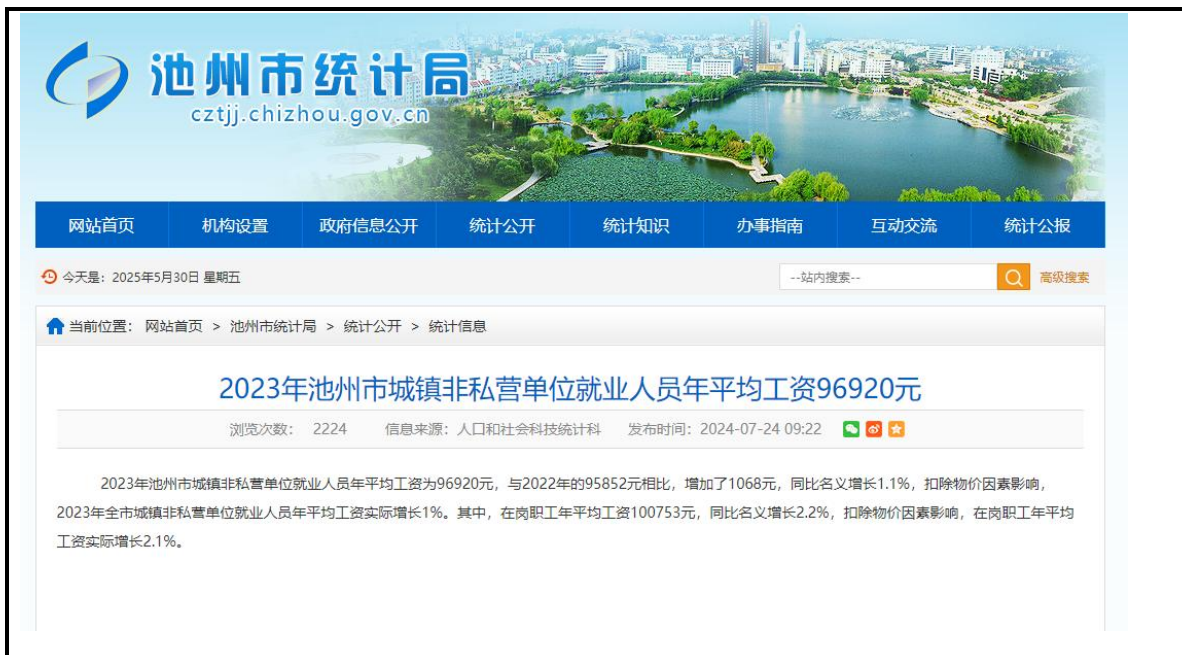 池州市统计局
cztjj.chizhou.gov.cn
网站首页 机构设置 政府信息公开 统计公开 统计知识 办事指南 互动交流 统计公报
今天是：2025年5月30日 星期五 --站内搜索-- 高级搜索
当前位置： 网站首页 > 池州市统计局 > 统计公开 > 统计信息
2023年池州市城镇非私营单位就业人员年平均工资96920元
浏览次数： 2224 信息来源：人口和社会科技统计科 发布时间：2024-07-24 09:22
2023年池州市城镇非私营单位就业人员年平均工资为96920元，与2022年的95852元相比，增加了1068元，同比名义增长1.1%，扣除物价因素影响，
2023年全市城镇非私营单位就业人员年平均工资实际增长1%。其中，在岗职工年平均工资100753元，同比名义增长2.2%，扣除物价因素影响，在岗职工年平均
工资实际增长2.1%。